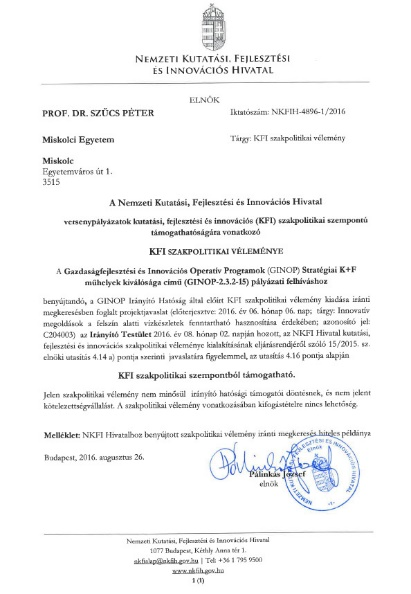 NEMZETI KUTATÁSI, FEJLESZTÉSI
ÉS INNOVÁCIÓS HIVATAL
ELNÖK
PROF. DR. SZŰCS PÉTER
Iktatószám: NKFIH-4896-1/2016
Miskolci Egyetem
Tárgy: KFI szakpolitikai vélemény
Miskolc
Egyetemváros út 1.
3515
A Nemzeti Kutatási, Fejlesztési és Innovációs Hivatal
versenypályázatok kutatási, fejlesztési és innovációs (KFI) szakpolitikai szempontú
támogathatóságára vonatkozó
KFI SZAKPOLITIKAI VÉLEMÉNYE
A Gazdaságfejlesztési és Innovációs Operatív Programok (GINOP) Stratégiai K+F
műhelyek kiválósága című (GINOP-2.3.2-15) pályázati felhíváshoz
benyújtandó, a GINOP Irányító Hatóság által előírt KFI szakpolitikai vélemény kiadása iránti
megkeresésben foglalt projektjavaslat (előterjesztve: 2016. év 06. hónap 06. nap; tárgy: Innovatív
megoldások a felszín alatti vízkészletek fenntartható hasznosítása érdekében; azonosító jel:
C204003) az Irányító Testület 2016. év 08. hónap 02. napján hozott, az NKFI Hivatal kutatási,
fejlesztési és innovációs szakpolitikai véleménye kialakításának eljárásrendjéről szóló 15/2015. sz.
elnöki utasítás 4.14 a) pontja szerinti javaslatára figyelemmel, az utasítás 4.16 pontja alapján
KFI szakpolitikai szempontból támogatható.
Jelen szakpolitikai vélemény nem minősül irányító hatósági támogatói döntésnek, és nem jelent
kötelezettségvállalást. A szakpolitikai vélemény vonatkozásában kifogástételre nincs lehetőség.
Melléklet: NKFI Hivatalhoz benyújtott szakpolitikai vélemény iránti megkeresés hiteles példánya
Budapest, 2016. augusztus 26.
Pálinkás József
elnök
NEMZETI KUTATÁSI, FEJLESZTÉSI ÉS INNOVÁCIÓS HIVATAL
Elnök
Nemzeti Kutatási, Fejlesztési és Innovációs Hivatal
1077 Budapest, Kéthly Anna tér 1.
nkfialap@nkfih.gov.hu | Tel: +36 1 795 9500
www.nkfih.gov.hu
1 (1)